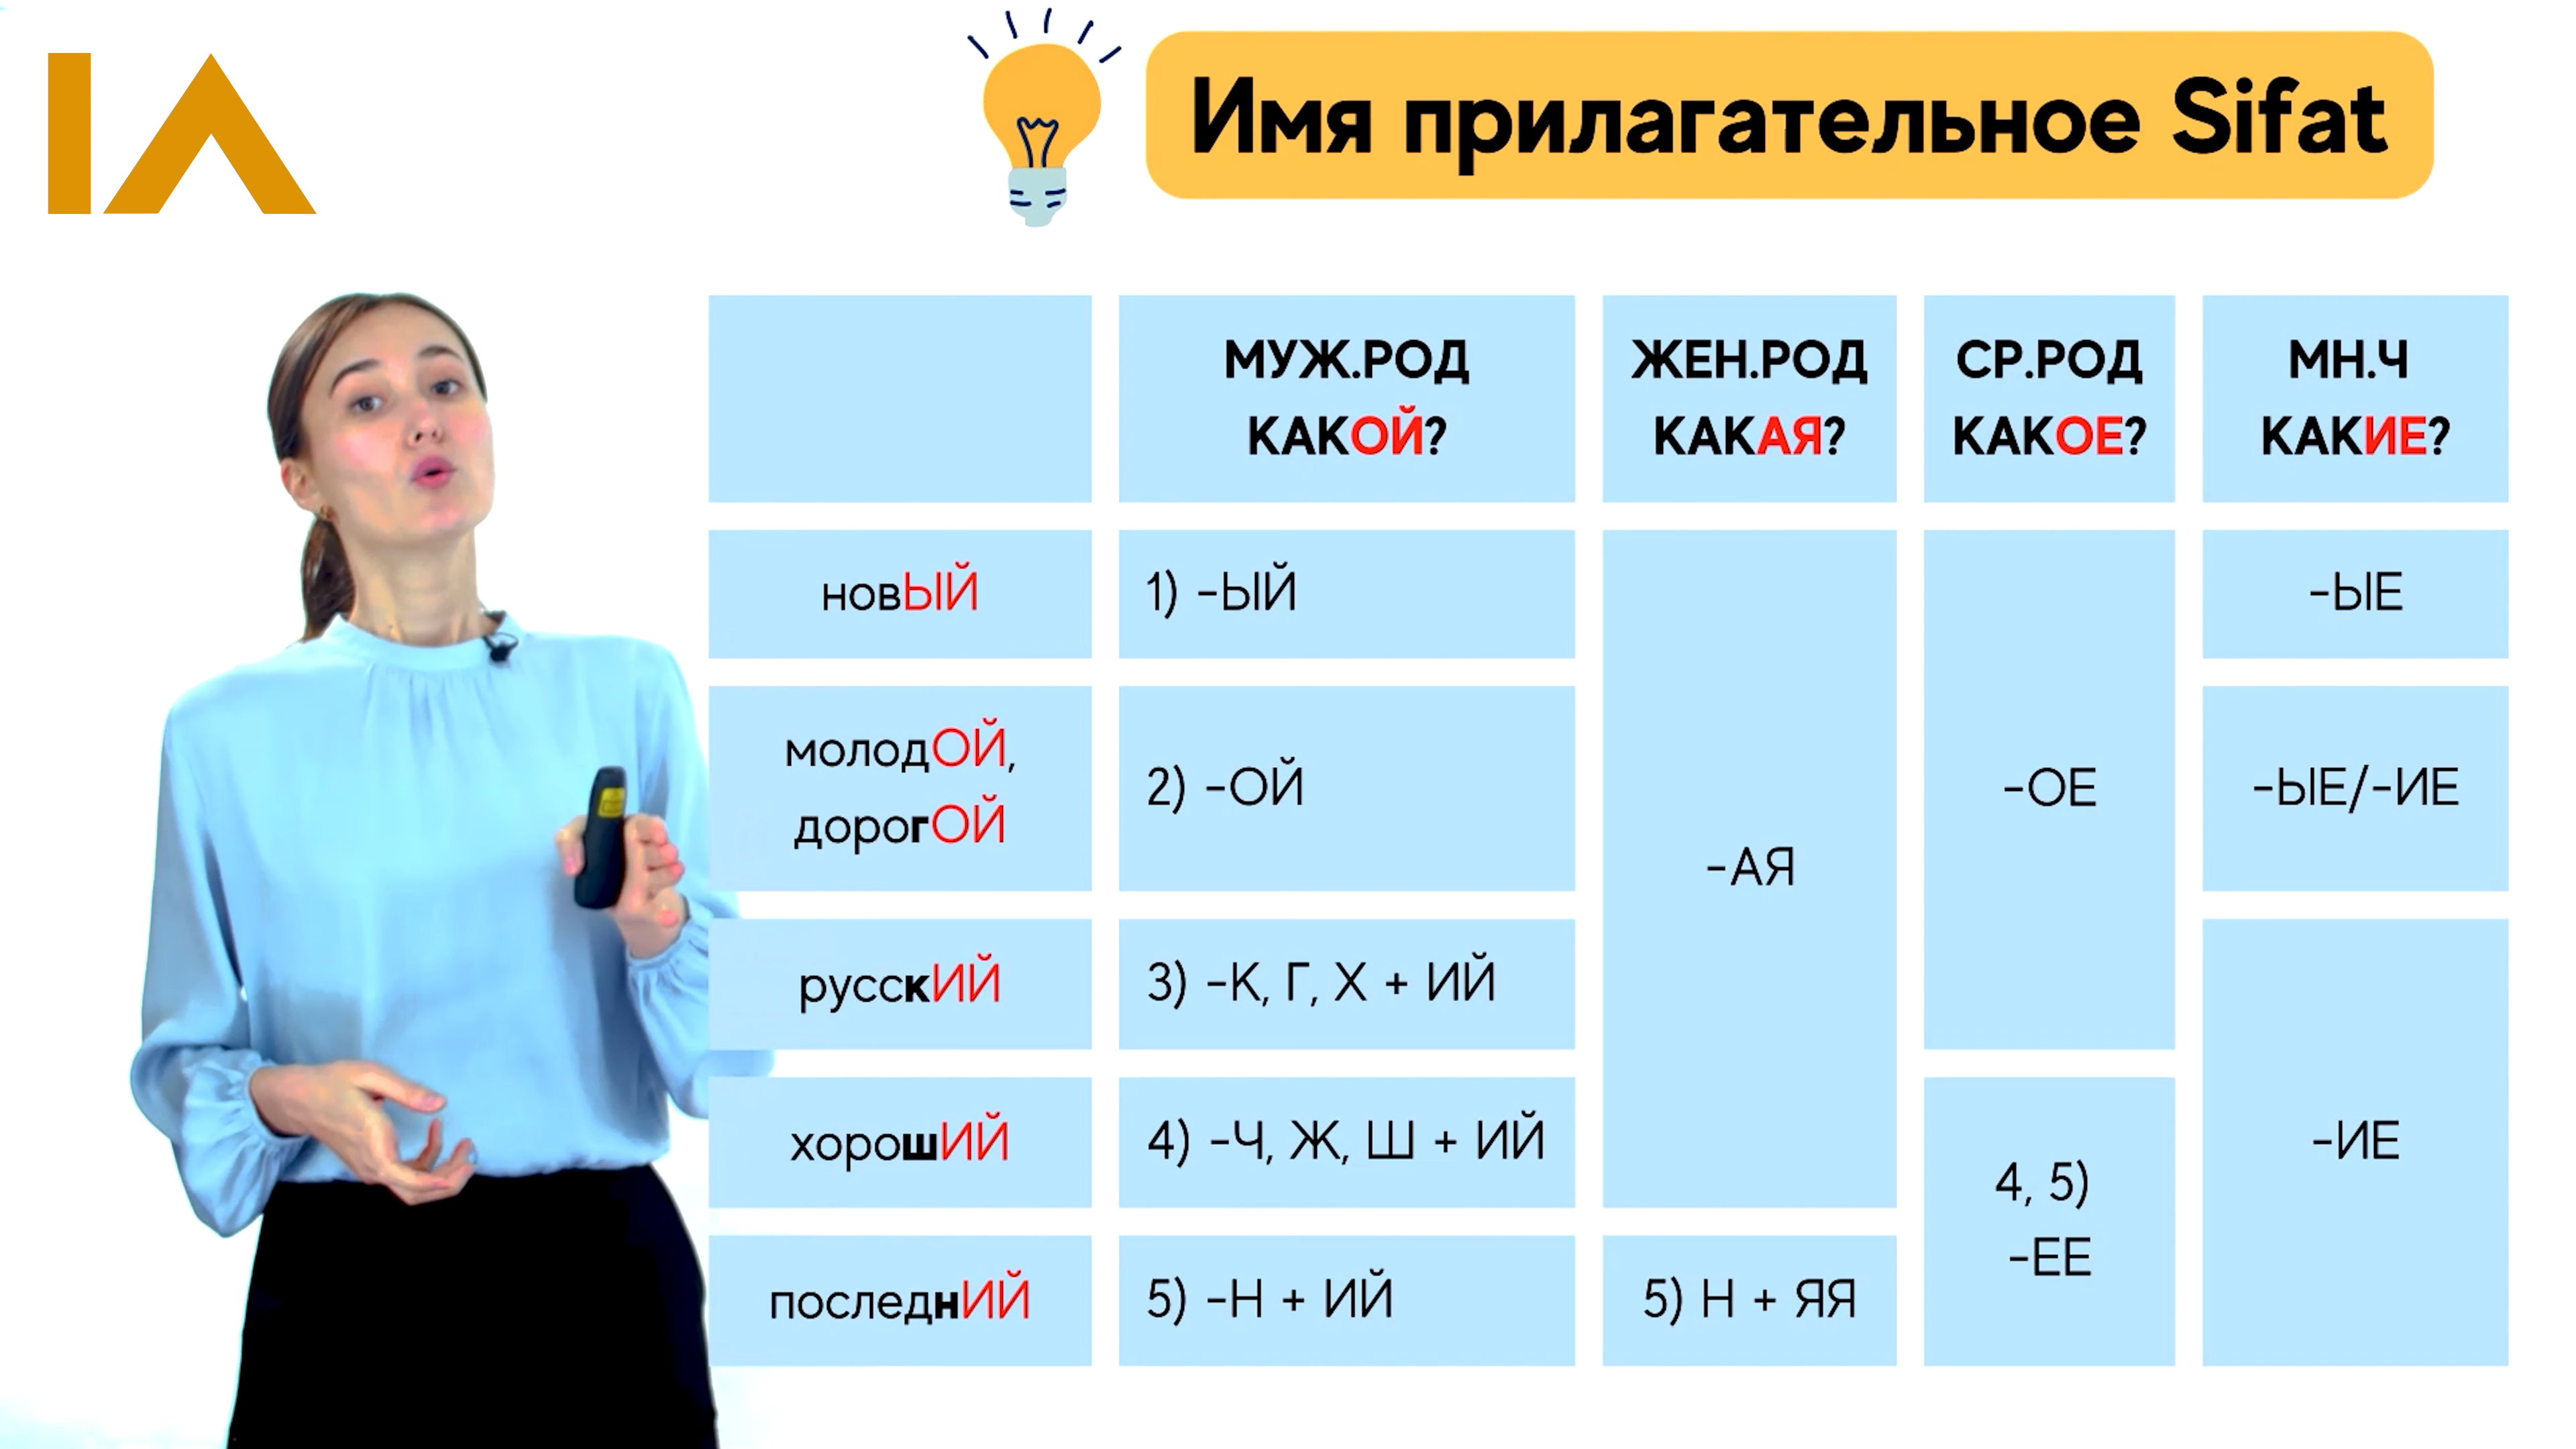 Имя прилагательное Sifat
МУЖ.РОД
КАКОЙ?
ЖЕН.РОД
КАКАЯ?
СР.РОД
КАКОЕ?
МН.Ч
КАКИЕ?
новЫЙ
1) -ЫЙ
-АЯ
-ОЕ
-ЫЕ
молодОЙ,
дорогОЙ
2) -ОЙ
-ЫЕ/-ИЕ
русскИЙ
3) -К, Г, Х + ИЙ
-ИЕ
хорошИЙ
4) -Ч, Ж, Ш + ИЙ
4, 5)
-ЕЕ
последнИЙ
5) -Н + ИЙ
5) Н + ЯЯ